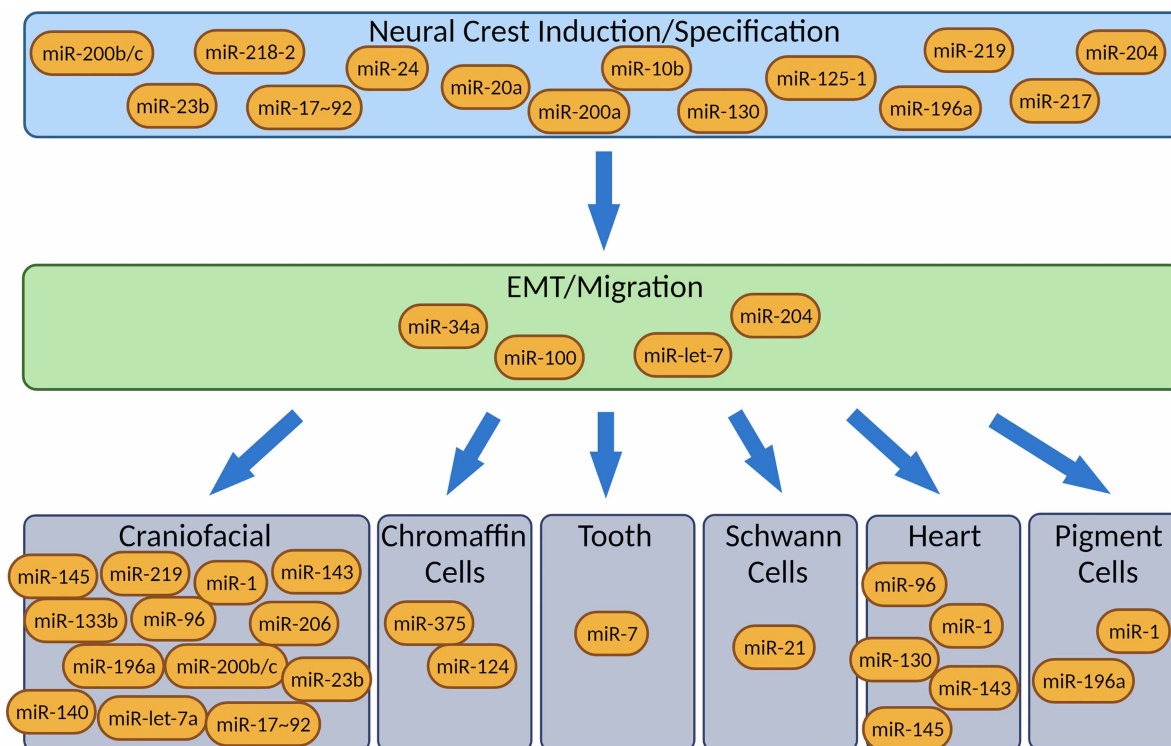 Neural Crest Induction/Specification
miR-200b/c
miR-218-2
miR-24
miR-20a
miR-10b
miR-125-1
miR-219
miR-204
miR-23b
miR-17~92
miR-200a
miR-130
miR-196a
miR-217
EMT/Migration
miR-34a
miR-100
miR-let-7
miR-204
Craniofacial
miR-145
miR-219
miR-1
miR-143
miR-133b
miR-96
miR-206
miR-196a
miR-200b/c
miR-23b
miR-140
miR-let-7a
miR-17~92
Chromaffin
Cells
miR-375
miR-124
Tooth
miR-7
Schwann
Cells
miR-21
Heart
miR-96
miR-1
miR-130
miR-143
miR-145
Pigment
Cells
miR-1
miR-196a